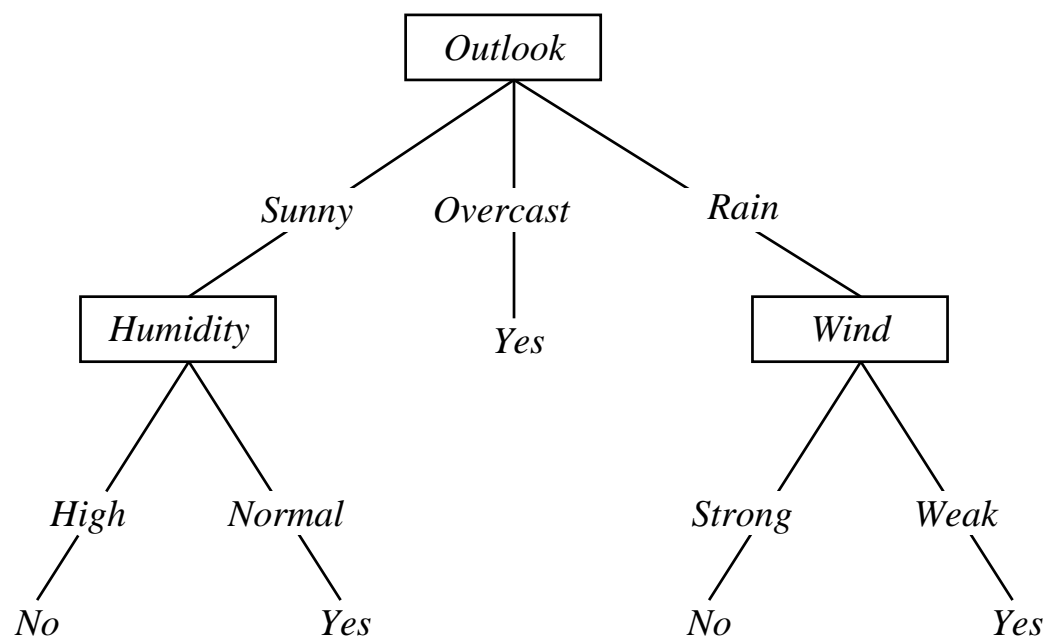 Outlook
Sunny Overcast Rain
Humidity Yes Wind
High Normal Strong Weak
No Yes No Yes